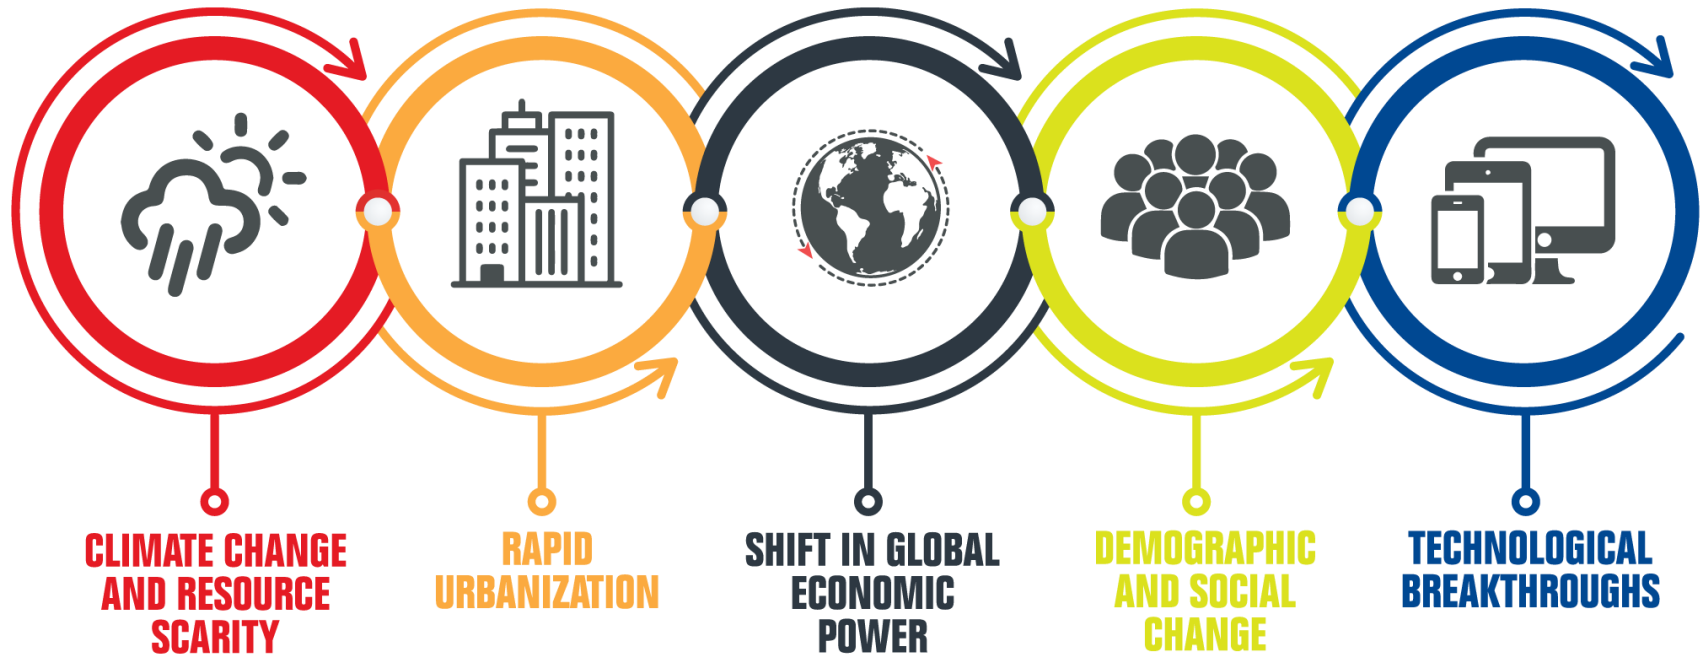 CLIMATE CHANGE
AND RESOURCE
SCARITY
RAPID
URBANIZATION
SHIFT IN GLOBAL
ECONOMIC
POWER
DEMOGRAPHIC
AND SOCIAL
CHANGE
TECHNOLOGICAL
BREAKTHROUGHS